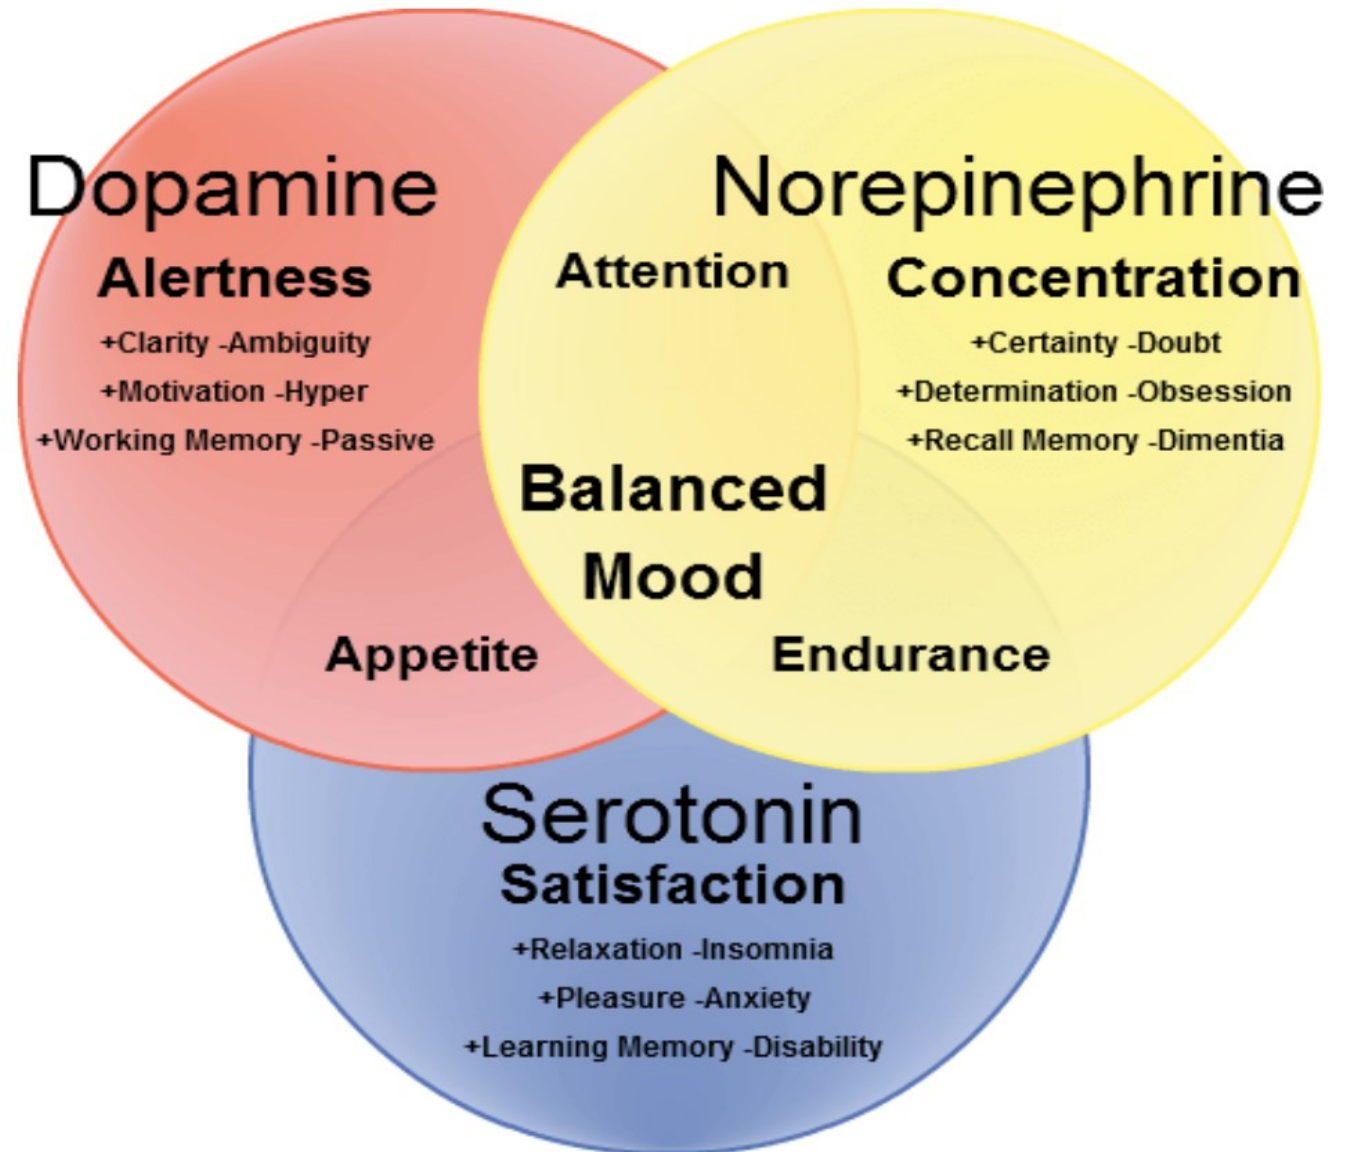 Dopamine
Alertness
+Clarity -Ambiguity
+Motivation -Hyper
+Working Memory -Passive
Attention
Norepinephrine
Concentration
+Certainty -Doubt
+Determination -Obsession
+Recall Memory -Dimentia
Balanced
Mood
Appetite
Endurance
Serotonin
Satisfaction
+Relaxation -Insomnia
+Pleasure -Anxiety
+Learning Memory -Disability